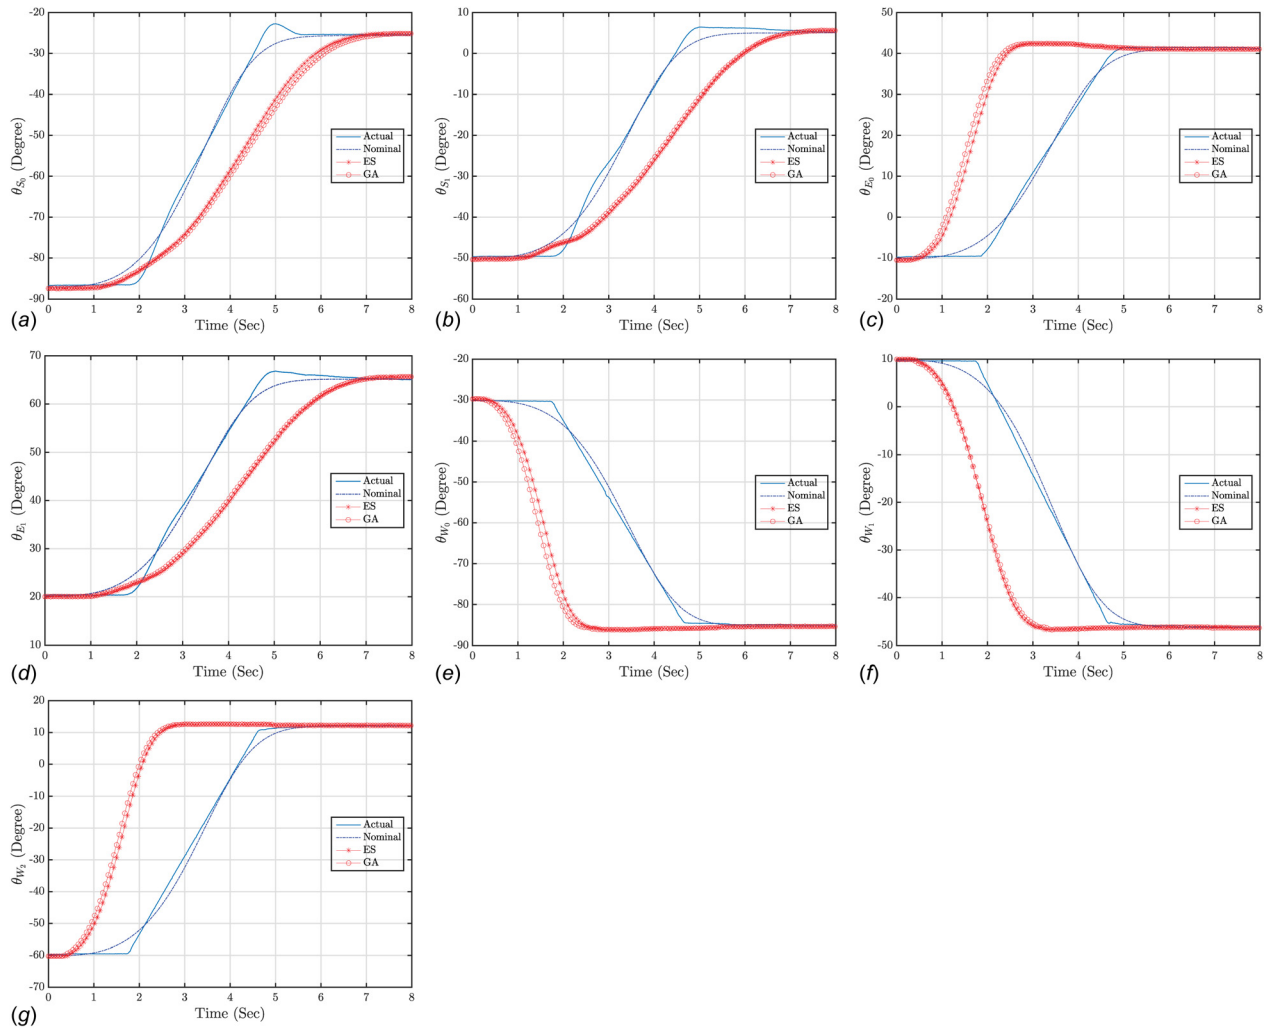 -20
-30
-40
-50
-60
-70
-80
-90
θS0 (Degree)
Actual
Nominal
ES
GA
0 1 2 3 4 5 6 7 8
Time (Sec)
(a)
10
0
-10
-20
-30
-40
-50
-60
θS1 (Degree)
Actual
Nominal
ES
GA
0 1 2 3 4 5 6 7 8
Time (Sec)
(b)
50
40
30
20
10
0
-10
-20
θE0 (Degree)
Actual
Nominal
ES
GA
0 1 2 3 4 5 6 7 8
Time (Sec)
(c)
70
60
50
40
30
20
10
θE1 (Degree)
Actual
Nominal
ES
GA
0 1 2 3 4 5 6 7 8
Time (Sec)
(d)
-20
-30
-40
-50
-60
-70
-80
-90
θW0 (Degree)
Actual
Nominal
ES
GA
0 1 2 3 4 5 6 7 8
Time (Sec)
(e)
10
0
-10
-20
-30
-40
-50
θW1 (Degree)
Actual
Nominal
ES
GA
0 1 2 3 4 5 6 7 8
Time (Sec)
(f)
20
10
0
-10
-20
-30
-40
-50
-60
-70
θW2 (Degree)
Actual
Nominal
ES
GA
0 1 2 3 4 5 6 7 8
Time (Sec)
(g)